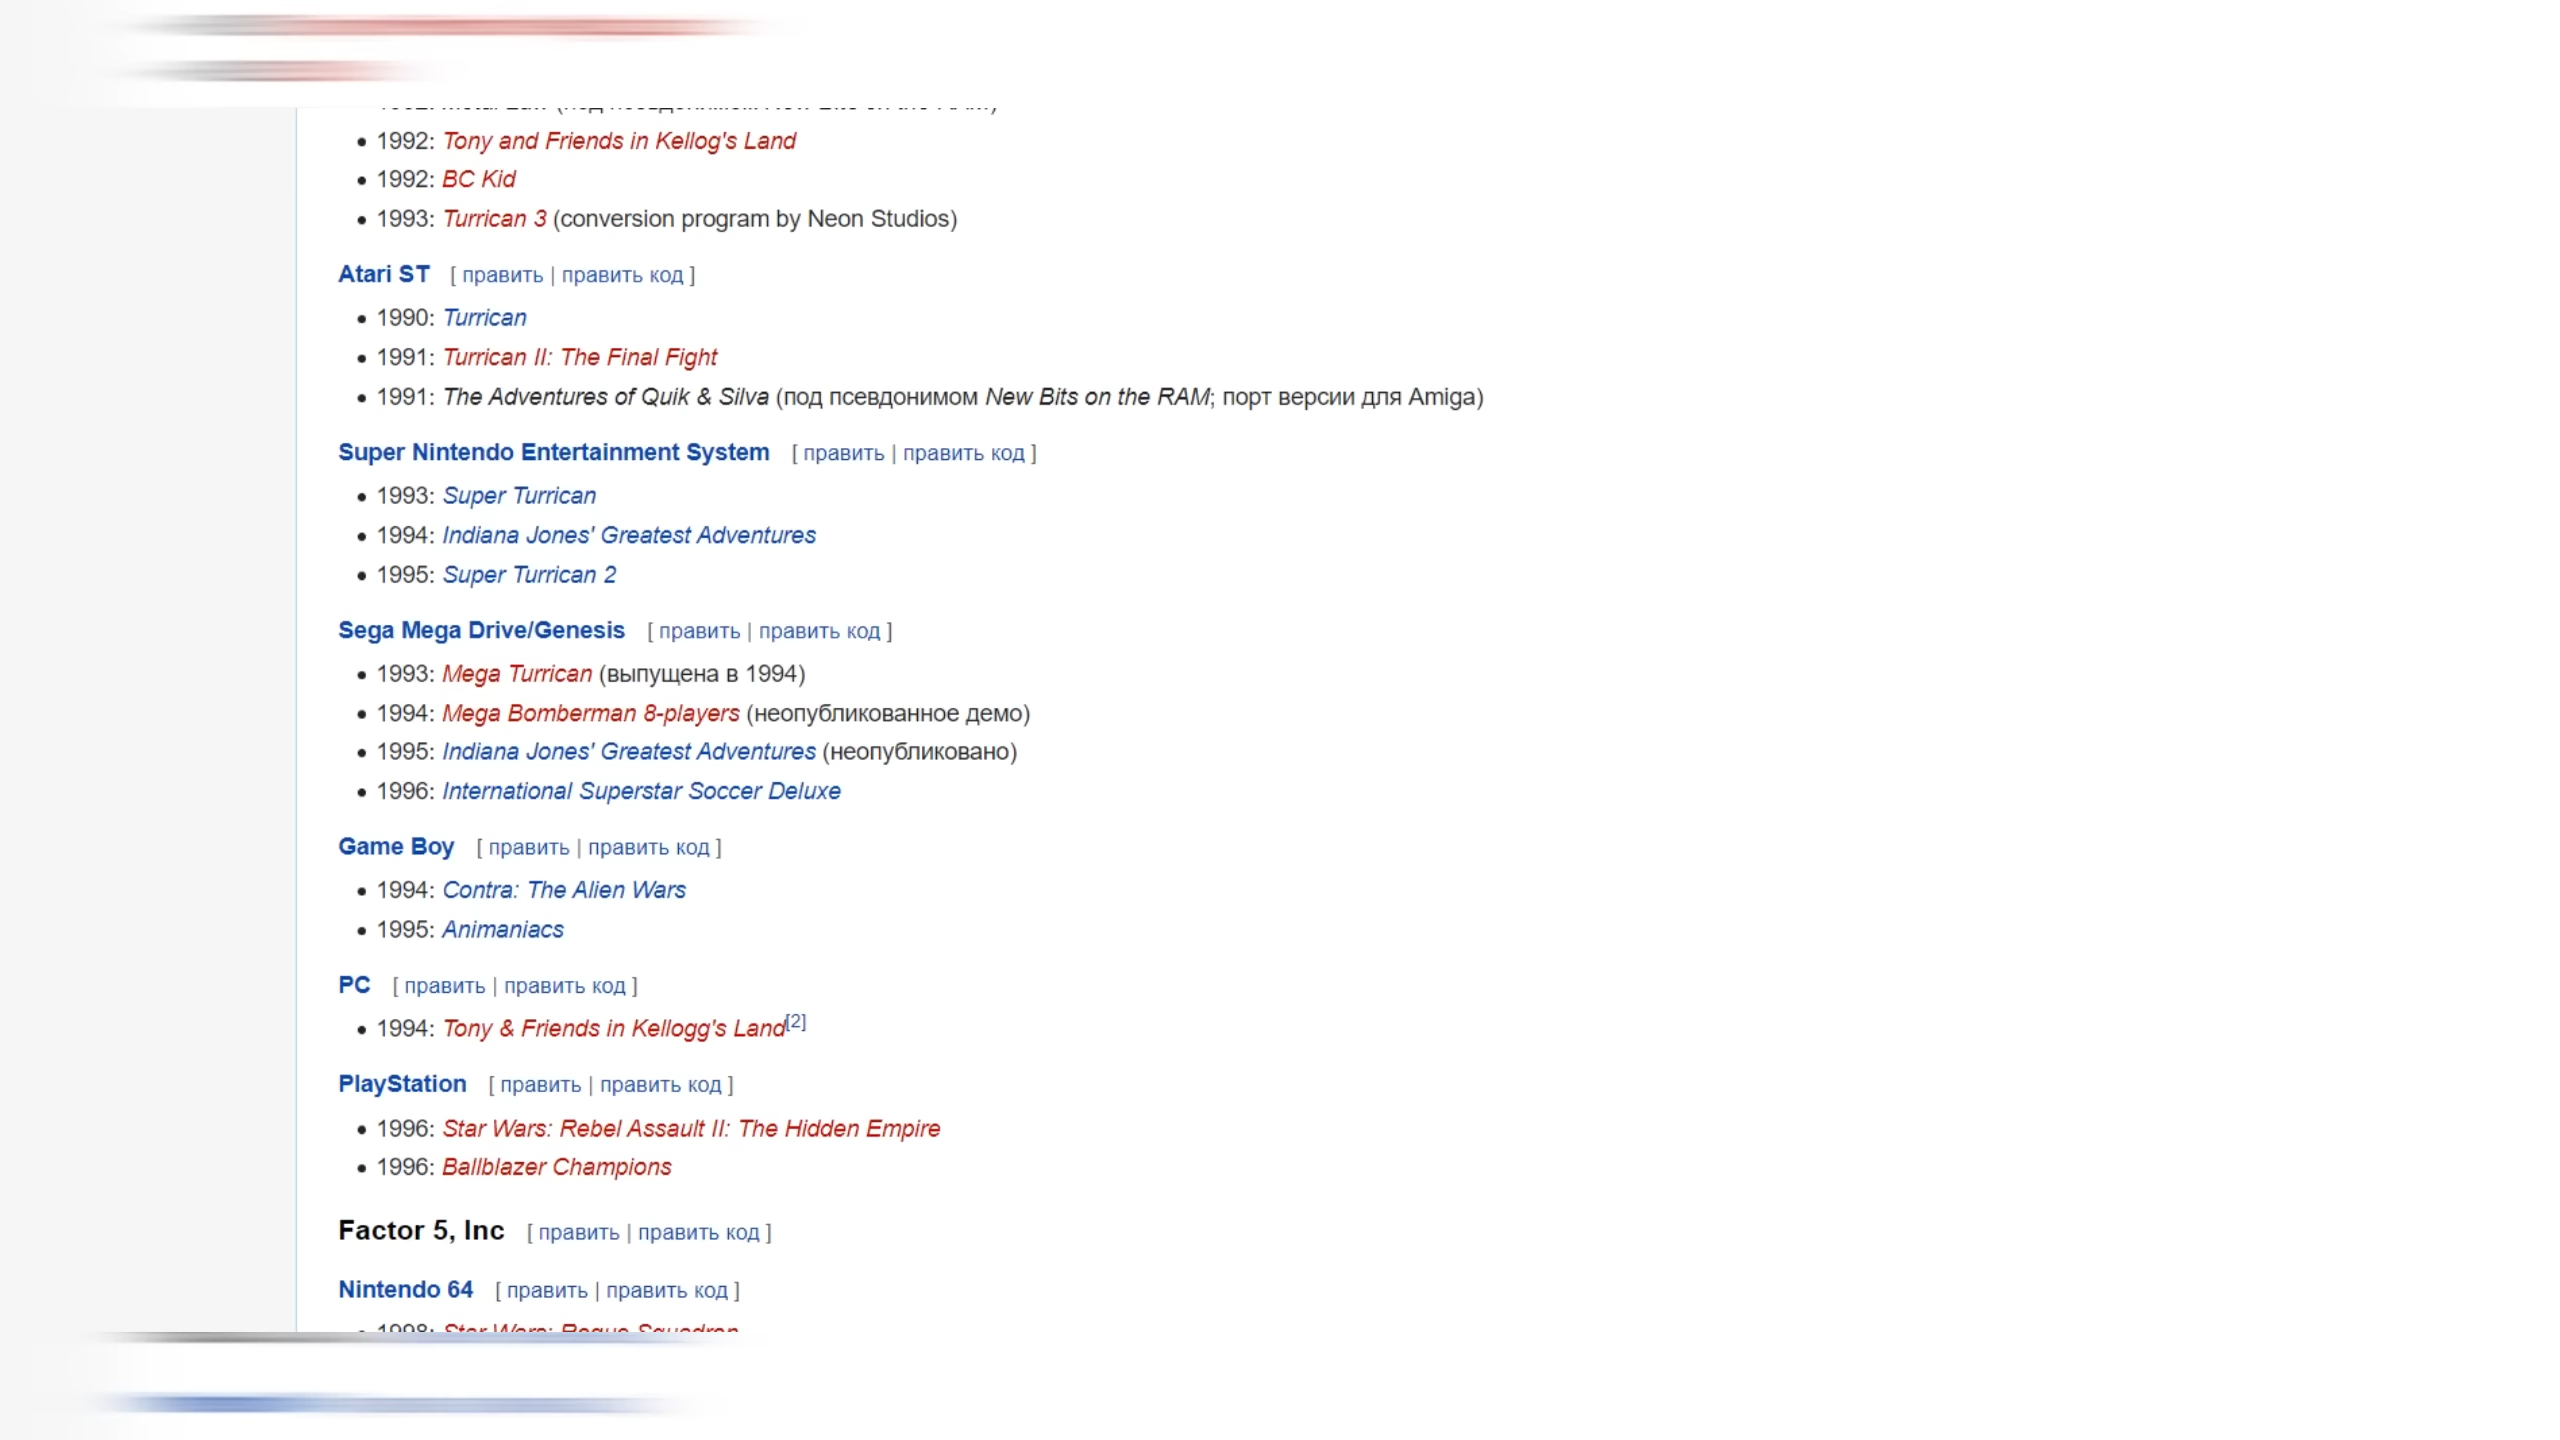 1992: Tony and Friends in Kellog's Land
1992: BC Kid
1993: Turrican 3 (conversion program by Neon Studios)
Atari ST [ править | править код ]
1990: Turrican
1991: Turrican II: The Final Fight
1991: The Adventures of Quik & Silva (под псевдонимом New Bits on the RAM; порт версии для Amiga)
Super Nintendo Entertainment System [ править | править код ]
1993: Super Turrican
1994: Indiana Jones' Greatest Adventures
1995: Super Turrican 2
Sega Mega Drive/Genesis [ править | править код ]
1993: Mega Turrican (выпущена в 1994)
1994: Mega Bomberman 8-players (неопубликованное демо)
1995: Indiana Jones' Greatest Adventures (неопубликовано)
1996: International Superstar Soccer Deluxe
Game Boy [ править | править код ]
1994: Contra: The Alien Wars
1995: Animaniacs
PC [ править | править код ]
1994: Tony & Friends in Kellogg's Land[2]
PlayStation [ править | править код ]
1996: Star Wars: Rebel Assault II: The Hidden Empire
1996: Ballblazer Champions
Factor 5, Inc [ править | править код ]
Nintendo 64 [ править | править код ]
1998: Star Wars: Rogue Squadron